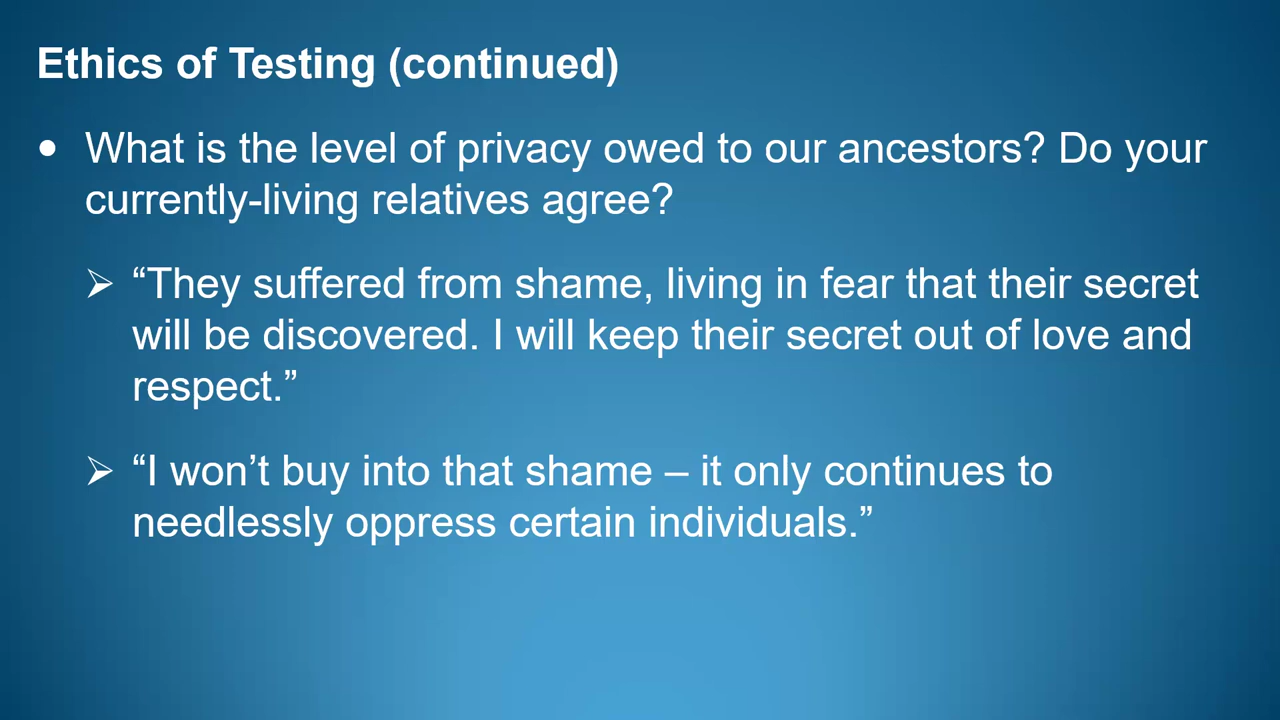 Ethics of Testing (continued)
● What is the level of privacy owed to our ancestors? Do your
currently-living relatives agree?
➢ “They suffered from shame, living in fear that their secret
will be discovered. I will keep their secret out of love and
respect.”
➢ “I won’t buy into that shame – it only continues to
needlessly oppress certain individuals.”